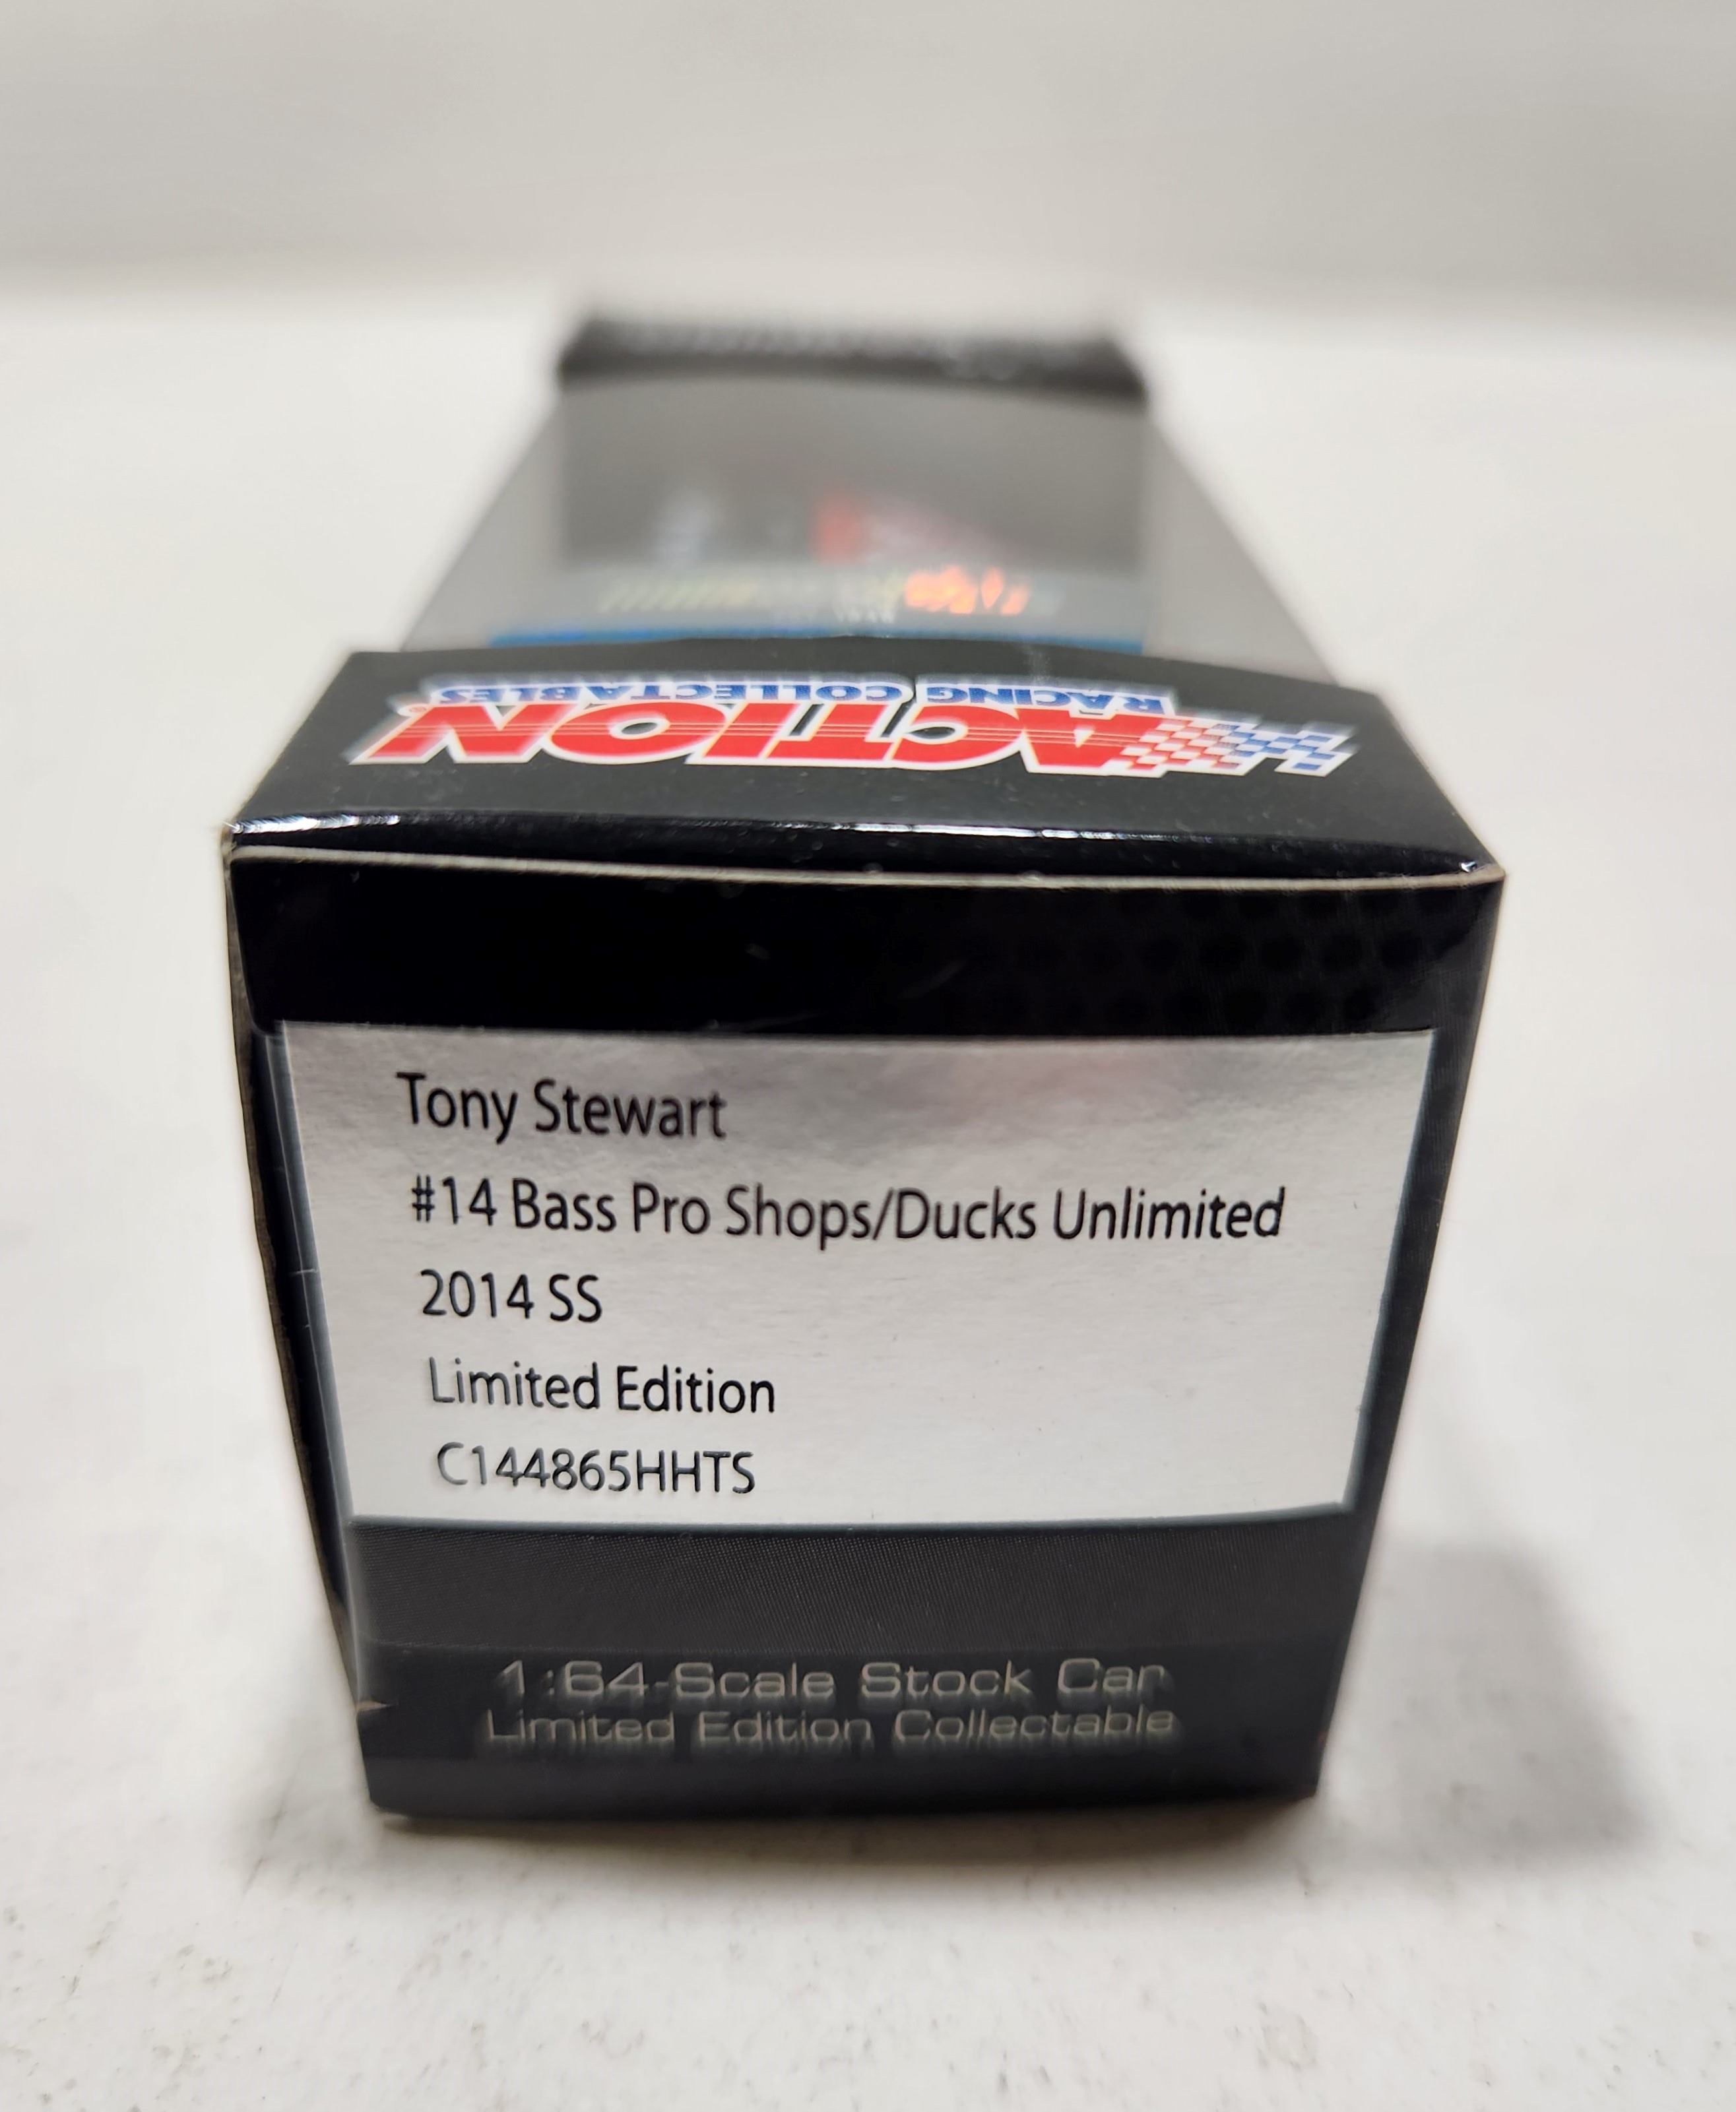 ACTION
RACING COLLECTABLES
Tony Stewart
#14 Bass Pro Shops/Ducks Unlimited
2014 SS
Limited Edition
C144865HHTS
1:64-Scale Stock Car
Limited Edition Collectable